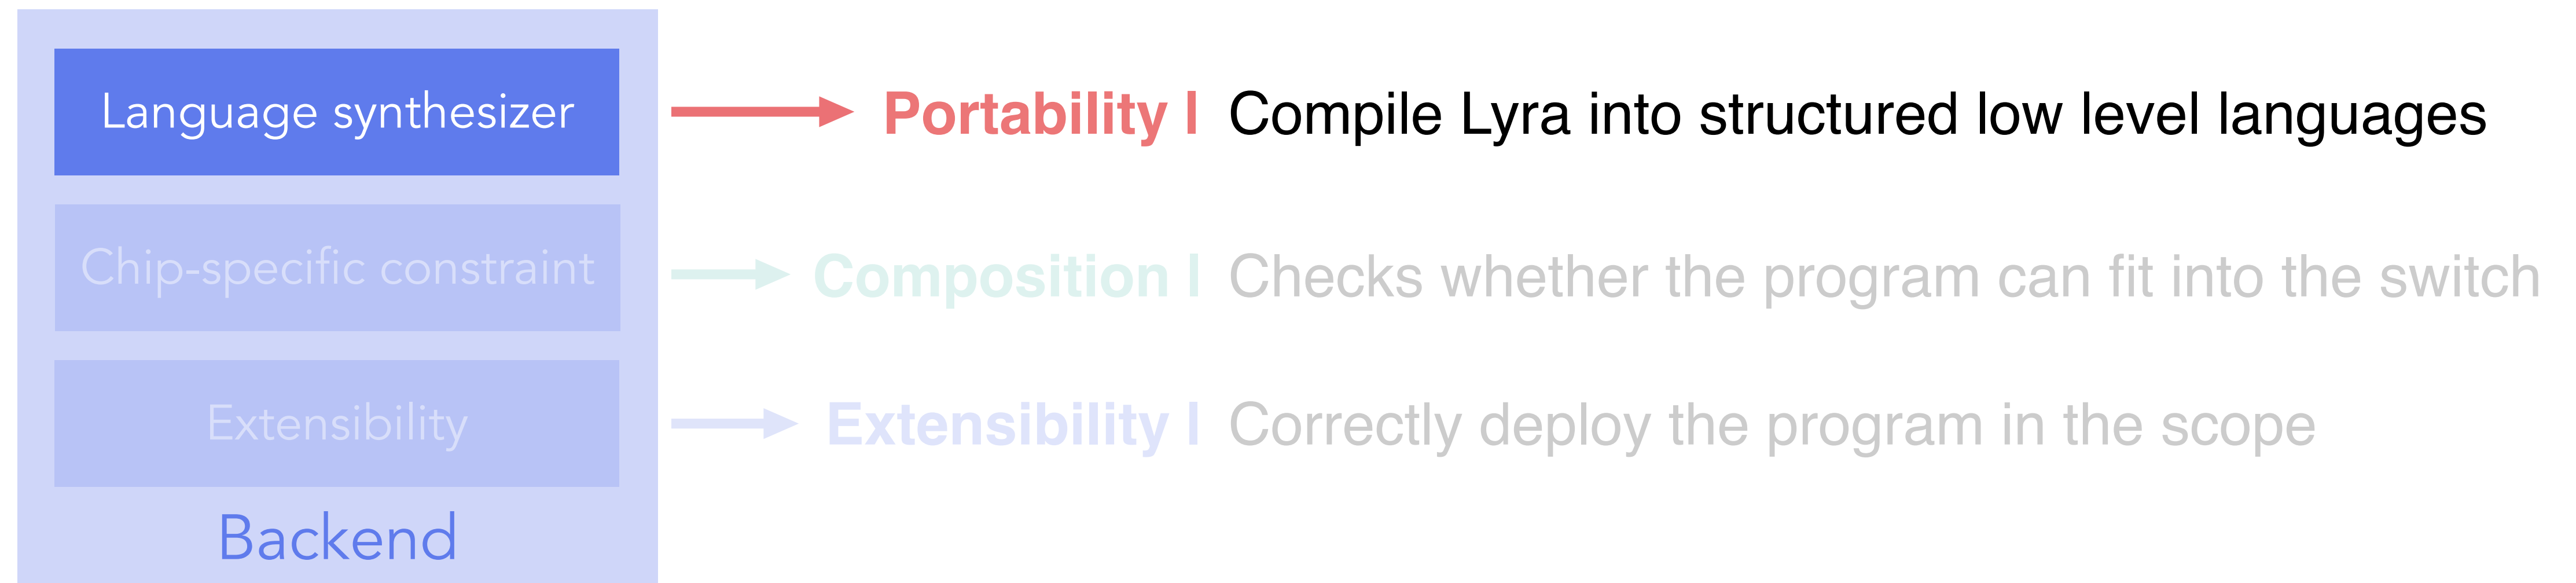 Language synthesizer
Portability | Compile Lyra into structured low level languages
Chip-specific constraint
Composition | Checks whether the program can fit into the switch
Extensibility
Extensibility | Correctly deploy the program in the scope
Backend